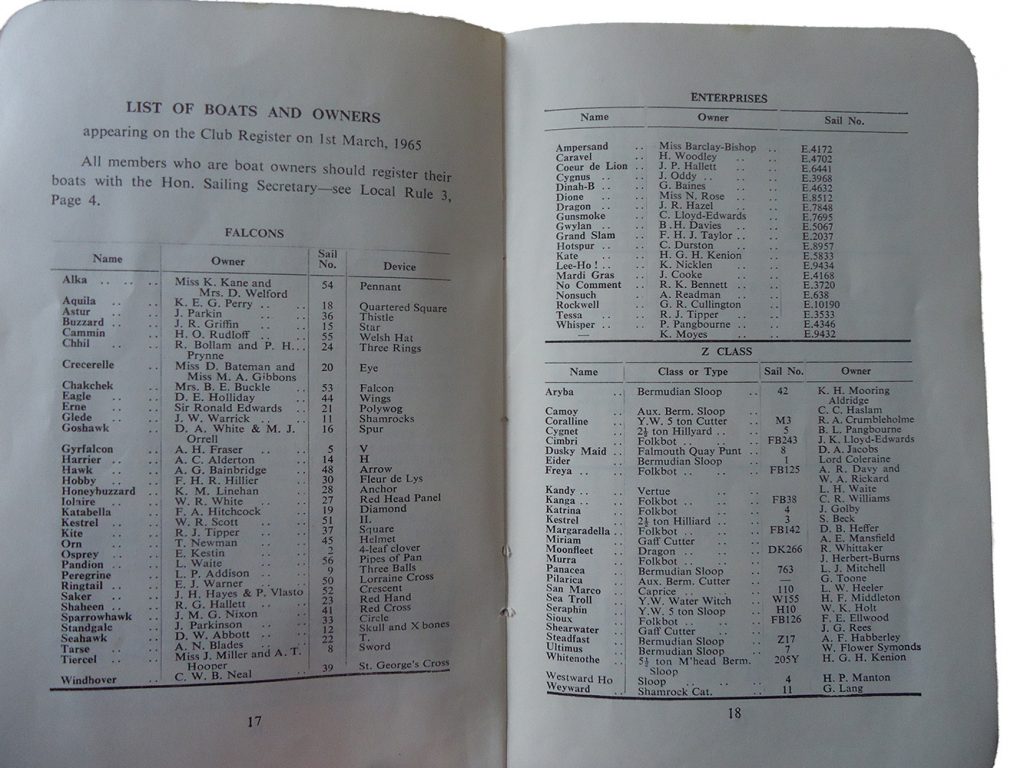 LIST OF BOATS AND OWNERS
appearing on the Club Register on 1st March, 1965
All members who are boat owners should register their
boats with the Hon. Sailing Secretary—see Local Rule 3,
Page 4.
FALCONS
Name Owner Sail No. Device
Alka .. .. .. Miss K. Kane and
Mrs. D. Welford 54 Pennant
Aquila .. .. K. E. G. Perry .. .. 18 Quartered Square
Astur .. .. J. Parkin .. .. 36 Thistle
Buzzard .. .. J. R. Griffin .. .. 15 Star
Cammin .. .. H. O. Rudloff .. .. 55 Welsh Hat
Chhil .. .. R. Bollam and P. H. .. 24 Three Rings
Prynne
Crecerelle .. Miss D. Bateman and
Miss M. A. Gibbons 20 Eye
Chakchek .. Mrs. B. E. Buckle .. 53 Falcon
Eagle .. .. D. E. Holliday .. 44 Wings
Erne .. .. Sir Ronald Edwards .. 21 Polywog
Glede .. .. J. W. Warrick .. .. 11 Shamrocks
Goshawk .. D. A. White & M. J. 16 Spur
Orrell
Gyrfalcon .. A. H. Fraser .. .. 5 V
Harrier .. .. A. C. Alderton .. 14 H
Hawk .. .. A. G. Bainbridge .. 48 Arrow
Hobby .. .. F. H. R. Hillier .. 30 Fleur de Lys
Honeyhuzzard .. K. M. Linehan .. 28 Anchor
Iolaire .. .. W. R. White .. .. 27 Red Head Panel
Katabella .. F. A. Hitchcock .. 19 Diamond
Kestrel .. .. W. R. Scott .. .. 51
Kite .. .. R. J. Tipper .. .. 37 Square
Orn .. .. T. Newman .. .. 45 Helmet
Osprey .. .. E. Kestin .. .. 2 4-leaf clover
Pandion .. .. L. Waite .. .. 56 Pipes of Pan
Peregrine .. L. P. Addison .. .. 9 Three Balls
Ringtail .. .. E. J. Warner .. .. 50 Lorraine Cross
Saker .. .. J. H. Hayes & P. Vlasto 52 Crescent
Shaheen .. .. R. G. Hallett .. .. 23 Red Hand
Sparrowhawk .. J. M. G. Nixon .. 41 Red Cross
Standgale .. J. Parkinson .. .. 33 Circle
Seahawk .. D. W. Abbott .. .. 12 Skull and X bones
Tarse .. .. A. N. Blades .. .. 22 T.
Tiercel .. .. Miss J. Miller and A. T. 8 Sword
Hooper
Windhover .. C. W. B. Neal .. 39 St. George's Cross
17
ENTERPRISES
Name Owner Sail No.
Ampersand .. Miss Barclay-Bishop .. E.4172
Caravel .. H. Woodley .. .. E.4702
Coeur de Lion .. J. P. Hallett .. .. E.6441
Cygnus .. J. Oddy .. .. E.3968
Dinah-B .. .. G. Baines .. .. E.4632
Dione .. .. Miss N. Rose .. .. E.8512
Dragon .. .. J. R. Hazel .. .. E.7848
Gunsmoke .. C. Lloyd-Edwards .. E.7695
Gwylan .. .. B. H. Davies .. .. E.5067
Grand Slam .. F. H. J. Taylor .. .. E.2037
Hotspur .. .. C. Durston .. .. E.8957
Kate .. .. H. G. H. Kenion .. E.5833
Lee-Ho ! .. .. K. Nicklen .. .. E.9434
Mardi Gras .. J. Cooke .. .. E.4168
No Comment .. R. K. Bennett .. .. E.3720
Nonsuch .. A. Readman .. .. E.638
Rockwell .. G. R. Cullington .. E.10190
Tessa .. .. R. J. Tipper .. .. E.3533
Whisper .. .. P. Pangbourne .. .. E.4346
— K. Moyes .. .. E.9432
Z CLASS
Name Class or Type Sail No. Owner
Aryba .. Bermudian Sloop .. 42 K. H. Mooring
Aldridge
Camoy .. Aux. Berm. Sloop .. C. C. Haslam
Coralline .. Y.W. 5 ton Cutter .. M3 R. A. Crumbleholme
Cygnet .. 2½ ton Hillyard .. .. 5 B. L. Pangbourne
Cimbri .. Folkbot .. .. .. FB243 J. K. Lloyd-Edwards
Dusky Maid .. Falmouth Quay Punt .. 8 D. A. Jacobs
Eider .. Bermudian Sloop .. 1 Lord Coleraine
Freya .. .. Folkbot .. .. .. FB125 A. R. Davy and
W. A. Rickard
Kandy .. .. Vertue .. .. L. H. Waite
Kanga .. .. Folkbot .. .. FB38 C. R. Williams
Katrina .. Folkbot .. .. 4 J. Golby
Kestrel .. 2½ ton Hilliard .. .. 3 S. Beck
Margaradella .. Folkbot .. .. FB142 D. B. Heffer
Miriam .. Gaff Cutter .. .. A. E. Mansfield
Moonfleet .. Dragon .. .. DK266 R. Whittaker
Murra .. Folkbot .. .. J. Herbert-Burns
Panacea .. Bermudian Sloop .. 763 L. J. Mitchell
Pilarica .. Aux. Berm. Cutter .. — G. Toone
San Marco .. Caprice .. .. 110 L. W. Heeler
Sea Troll .. Y.W. Water Witch .. W155 H. F. Middleton
Seraphin .. Y.W. 5 ton Sloop .. H10 W. K. Holt
Sioux .. .. Folkbot .. .. FB126 F. E. Ellwood
Shearwater .. Gaff Cutter .. .. J. G. Rees
Steadfast .. Bermudian Sloop .. Z17 A. F. Habberley
Ultimus .. Bermudian Sloop .. 7 W. Flower Symonds
Whitenothe .. 5½ ton M'head Berm. 205Y H. G. H. Kenion
Sloop
Westward Ho Sloop .. .. .. 4 H. P. Manton
Weyward .. Shamrock Cat. .. 11 G. Lang
18